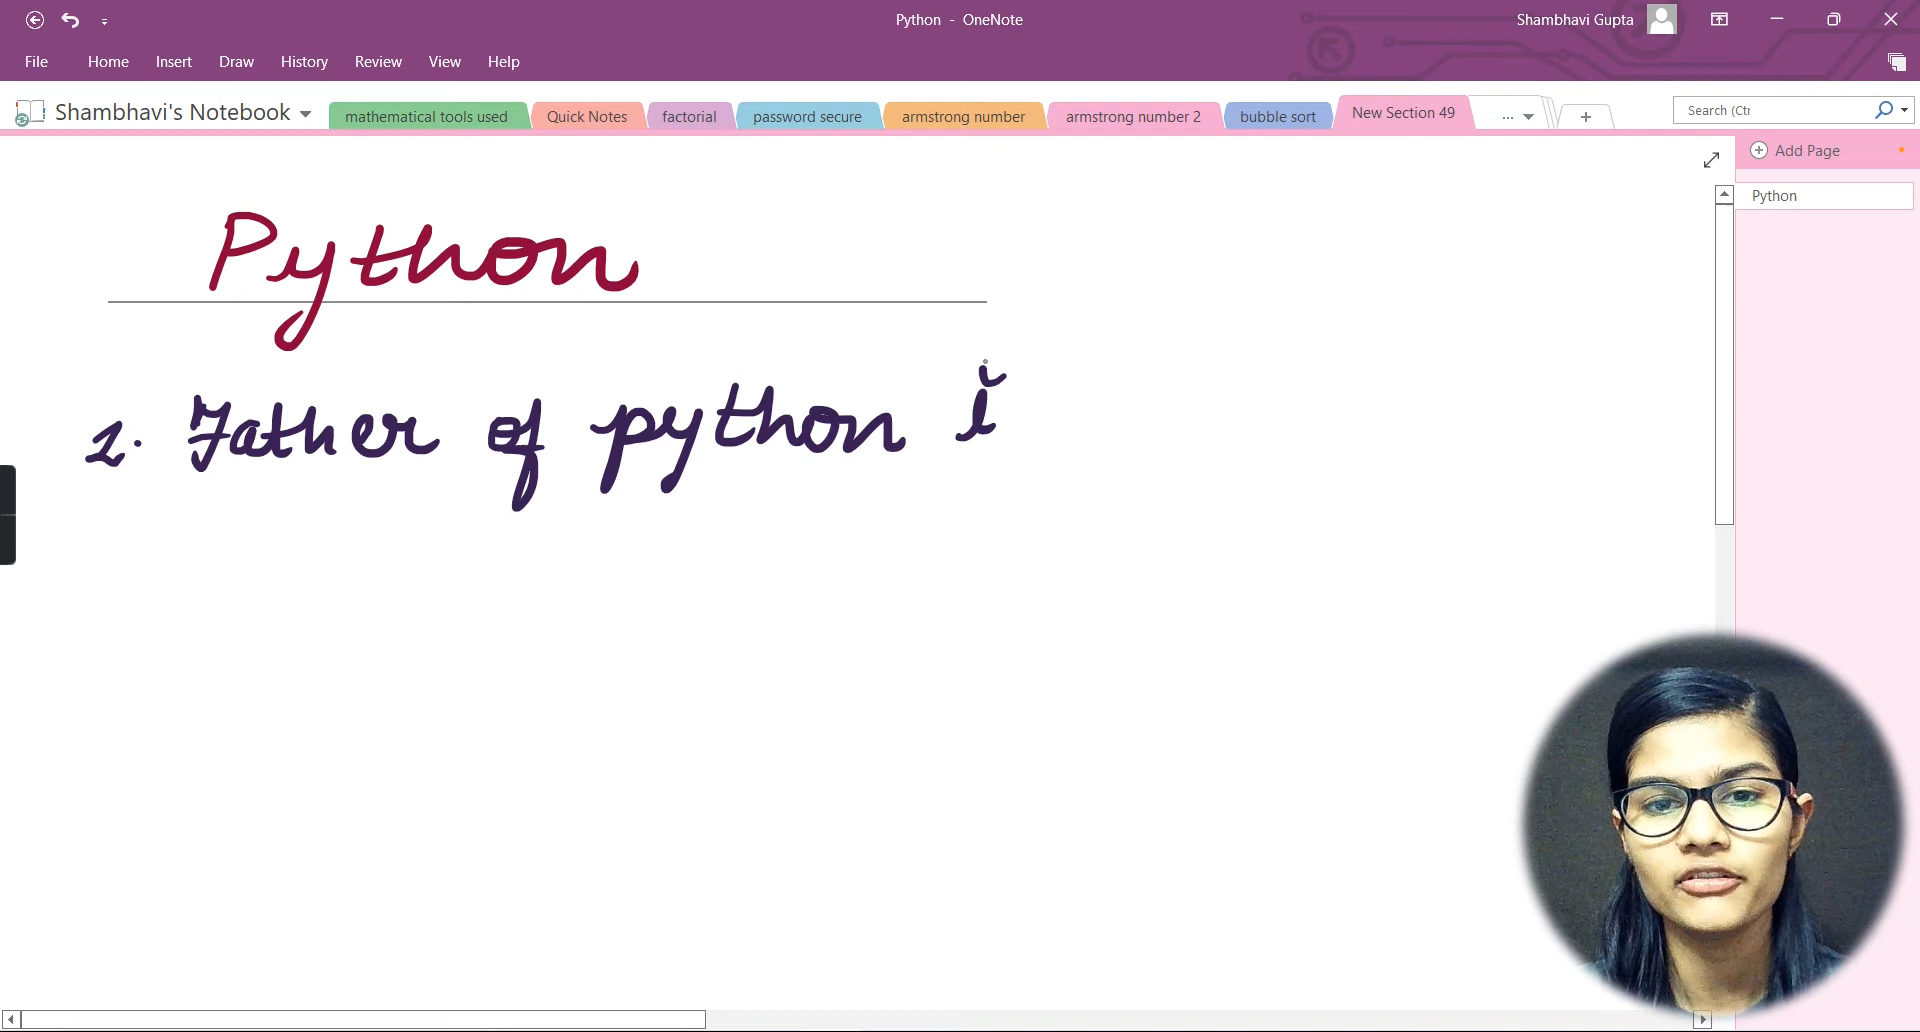 Python - OneNote
Shambhavi Gupta
File Home Insert Draw History Review View Help
Shambhavi's Notebook
mathematical tools used
Quick Notes
factorial
password secure
armstrong number
armstrong number 2
bubble sort
New Section 49
...
Search (Ctr
Add Page
Python
Python
1. Father of python i